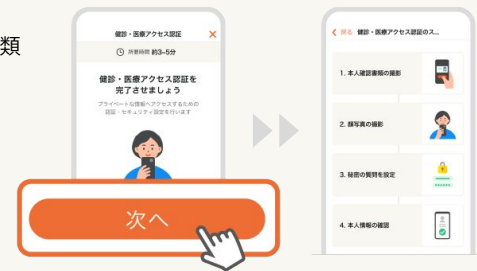 類
健診・医療アクセス認証
所要時間 約3~5分
健診・医療アクセス認証を
完了させましょう
プライベートな情報へアクセスするための
認証・セキュリティ設定を行います
次へ
戻る 健診・医療アクセス認証のス...
1. 本人確認書類の撮影
2. 顔写真の撮影
3. 秘密の質問を設定
4. 本人情報の確認